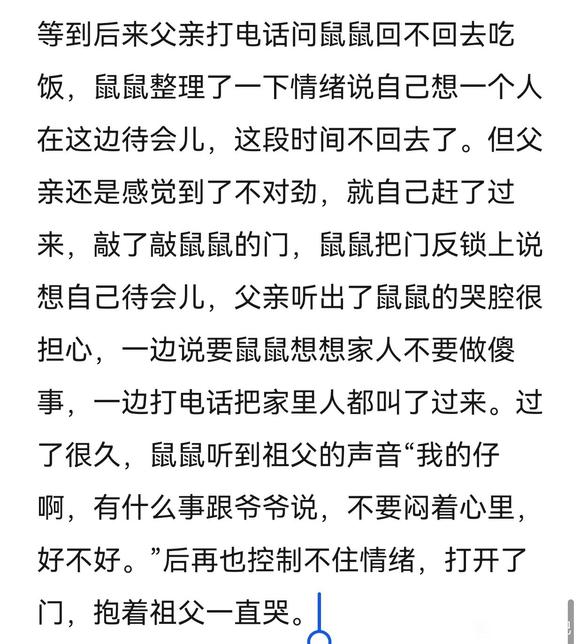 等到后来父亲打电话问鼠鼠回不回去吃
饭，鼠鼠整理了一下情绪说自己想一个人
在这边待会儿，这段时间不回去了。但父
亲还是感觉到了不对劲，就自己赶了过
来，敲了敲鼠鼠的门，鼠鼠把门反锁上说
想自己待会儿，父亲听出了鼠鼠的哭腔很
担心，一边说要鼠鼠想想家人不要做傻
事，一边打电话把家里人都叫了过来。过
了很久，鼠鼠听到祖父的声音“我的仔
啊，有什么事跟爷爷说，不要闷着心里，
好不好。”后再也控制不住情绪，打开了
门，抱着祖父一直哭。